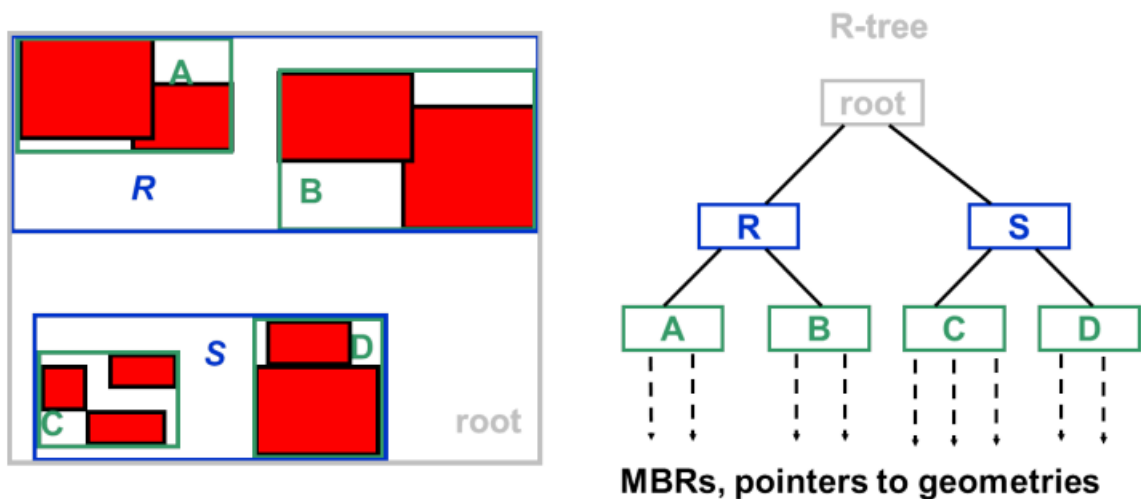 A
R
B
S
D
C
root
R-tree
root
R
S
A
B
C
D
MBRs, pointers to geometries